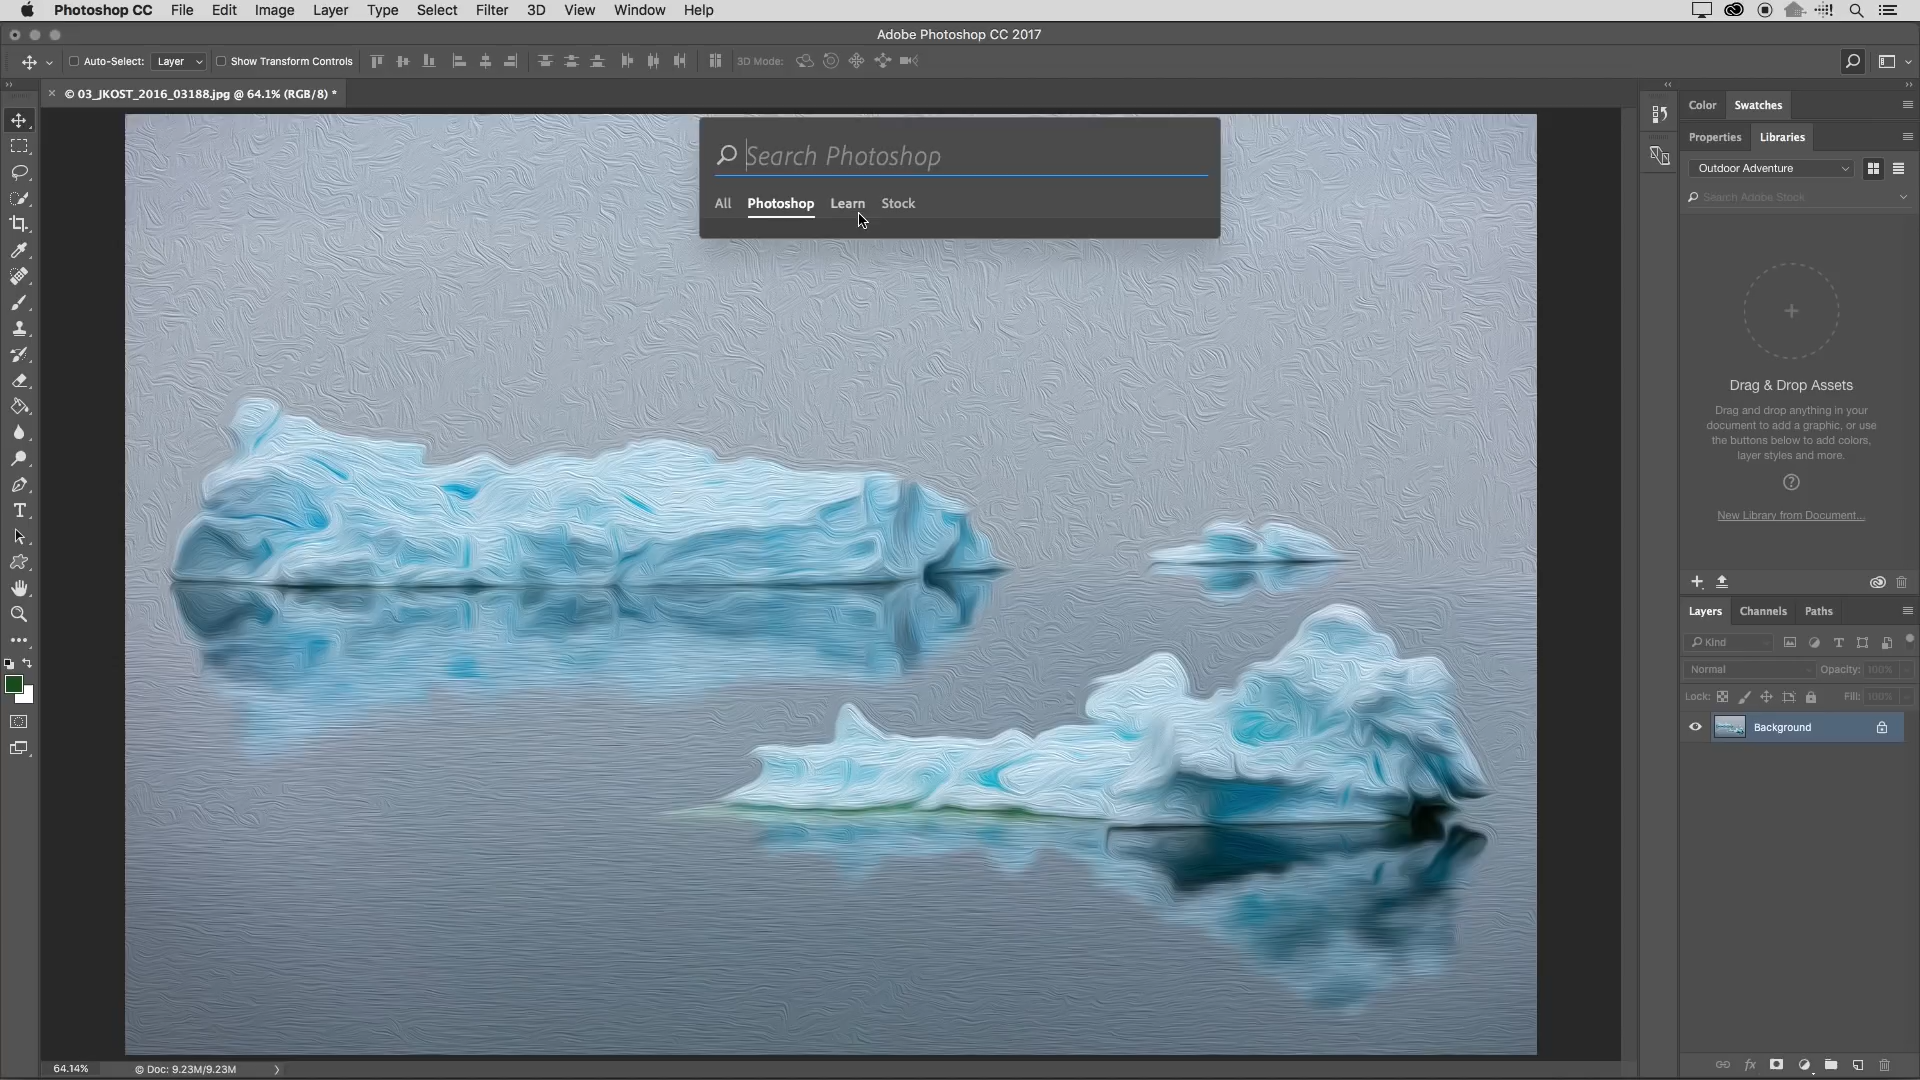 Photoshop CC File Edit Image Layer Type Select Filter 3D View Window Help
Adobe Photoshop CC 2017
Auto-Select: Layer Show Transform Controls 3D Mode:
× © 03_JKOST_2016_03188.jpg @ 64.1% (RGB/8) *
Search Photoshop
All Photoshop Learn Stock
Color Swatches
Properties Libraries
Outdoor Adventure
Search Adobe Stock
Drag & Drop Assets
Drag and drop anything in your
document to add a graphic, or use
the buttons below to add colors,
layer styles and more.
New Library from Document...
Layers Channels Paths
Kind
Normal Opacity: 100%
Lock: Fill: 100%
Background
64.14% © Doc: 9.23M/9.23M